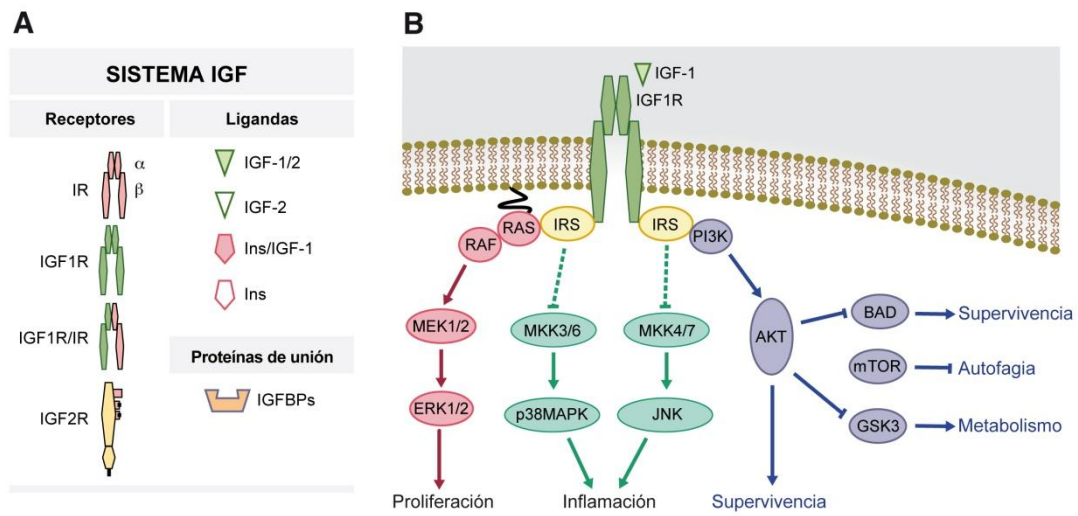 A
SISTEMA IGF
Receptores
Ligandas
IR
α
β
IGF1R
IGF1R/IR
IGF2R
IGF-1/2
IGF-2
Ins/IGF-1
Ins
Proteínas de unión
IGFBPs
B
IGF-1
IGF1R
RAF
RAS
IRS
IRS
PI3K
MEK1/2
MKK3/6
MKK4/7
AKT
BAD
Supervivencia
mTOR
Autofagia
ERK1/2
p38MAPK
JNK
GSK3
Metabolismo
Proliferación
Inflamación
Supervivencia